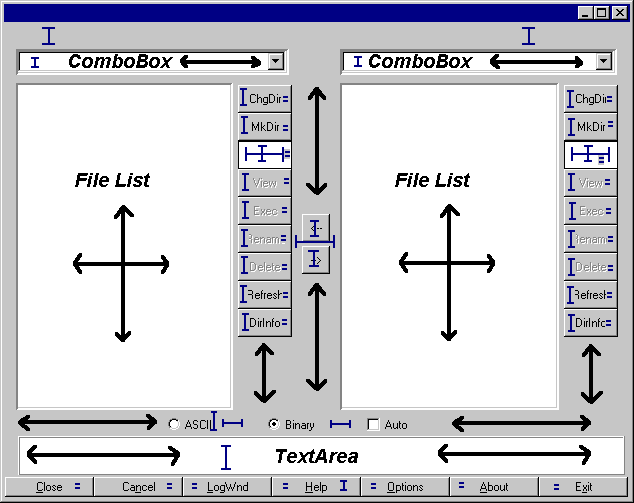 ComboBox ComboBox
ChgDir ChgDir
MkDir MkDir
File List File List
View View
Exec Exec
<--
Rename Renam
Delete Delete
Refresh Refresh
DirInfo DirInfo
ASCII Binary Auto
TextArea
Close Cancel LogWnd Help Options About Exit